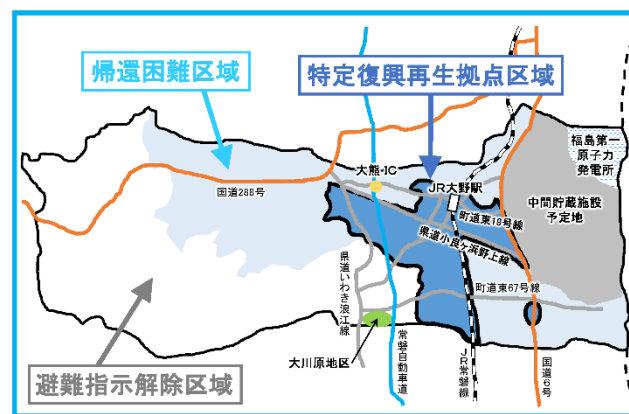 帰還困難区域
特定復興再生拠点区域
福島第一
原子力
発電所
大熊IC
JR大野駅
国道288号
町道東19号線
中間貯蔵施設
予定地
県道小良ヶ浜野上線
県道いわき浪江線
町道東67号線
大川原地区
常磐自動車道
JR常磐線
国道6号
避難指示解除区域